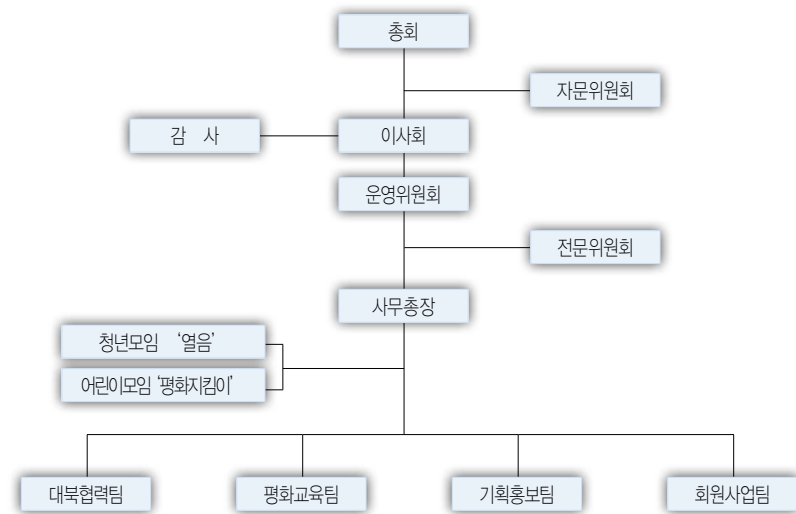 총회
자문위원회
감 사
이사회
운영위원회
전문위원회
사무총장
청년모임 ‘열음’
어린이모임 ‘평화지킴이’
대북협력팀
평화교육팀
기획홍보팀
회원사업팀